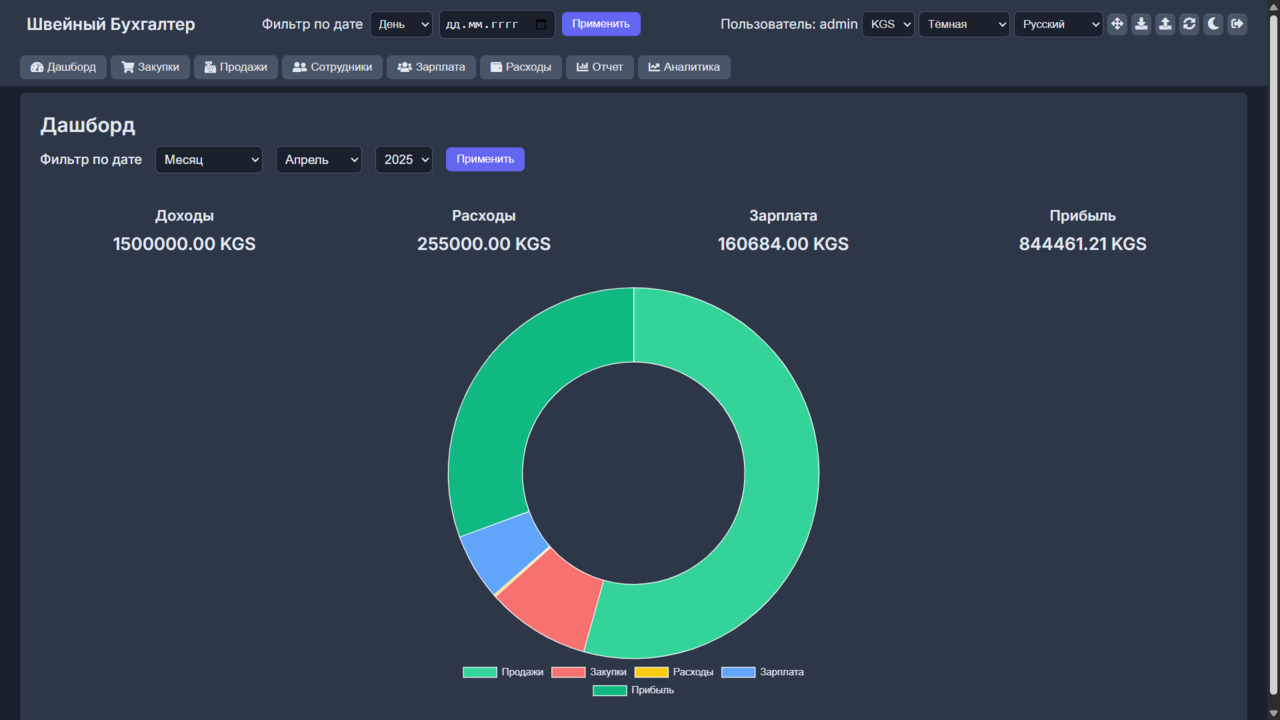 Швейный Бухгалтер Фильтр по дате День дд.мм.гггг Применить Пользователь: admin KGS Тёмная Русский
Дашборд Закупки Продажи Сотрудники Зарплата Расходы Отчет Аналитика
Дашборд
Фильтр по дате Месяц Апрель 2025 Применить
Доходы Расходы Зарплата Прибыль
1500000.00 KGS 255000.00 KGS 160684.00 KGS 844461.21 KGS
Продажи Закупки Расходы Зарплата
Прибыль